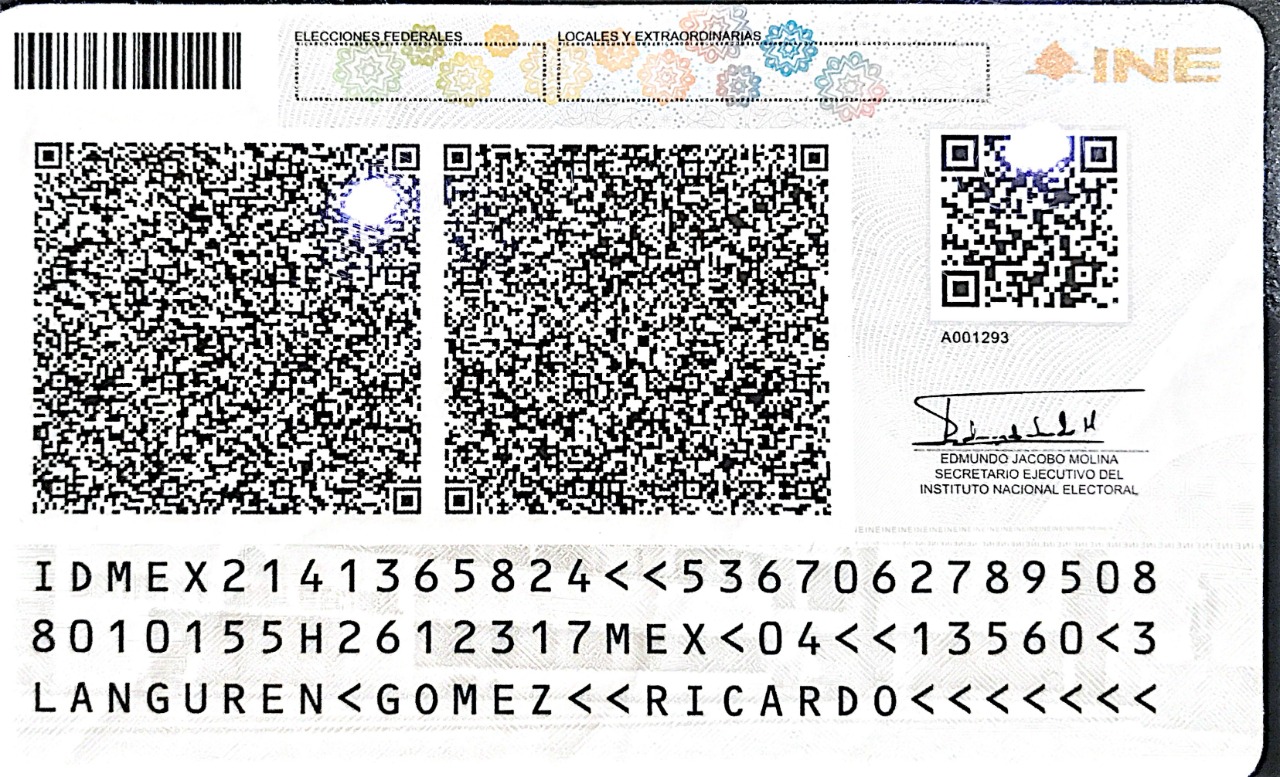 ELECCIONES FEDERALES
LOCALES Y EXTRAORDINARIAS
INE
A001293
EDMUNDO JACOBO MOLINA
SECRETARIO EJECUTIVO DEL
INSTITUTO NACIONAL ELECTORAL
IDMEX2141365824<<5367062789508
8010155H2612317MEX<04<<13560<3
LANGUREN<GOMEZ<<RICARDO<<<<<<<